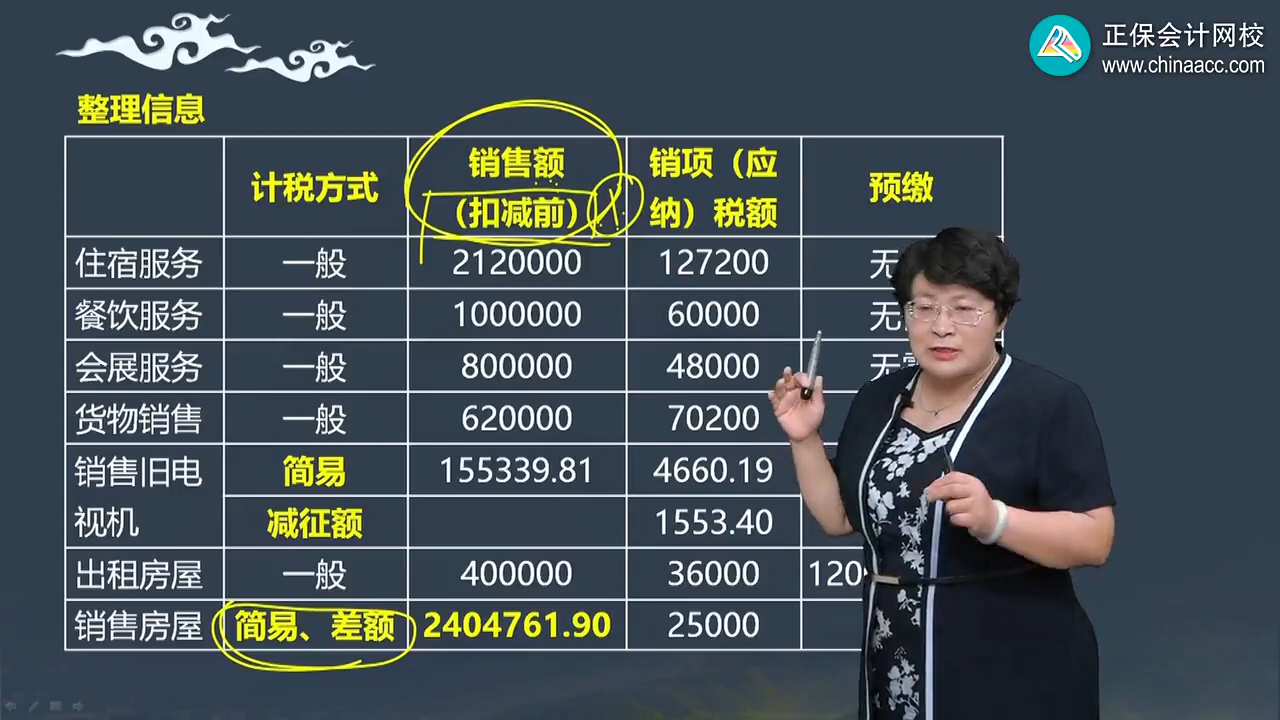 正保会计网校
www.chinaacc.com
整理信息
计税方式 销售额（扣减前） 销项（应纳）税额 预缴
住宿服务 一般 2120000 127200 无
餐饮服务 一般 1000000 60000 无
会展服务 一般 800000 48000 无
货物销售 一般 620000 70200
销售旧电视机 简易 155339.81 4660.19
减征额 1553.40
出租房屋 一般 400000 36000 120
销售房屋 简易、差额 2404761.90 25000